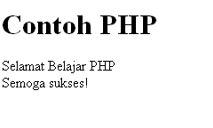 Contoh PHP
Selamat Belajar PHP
Semoga sukses!